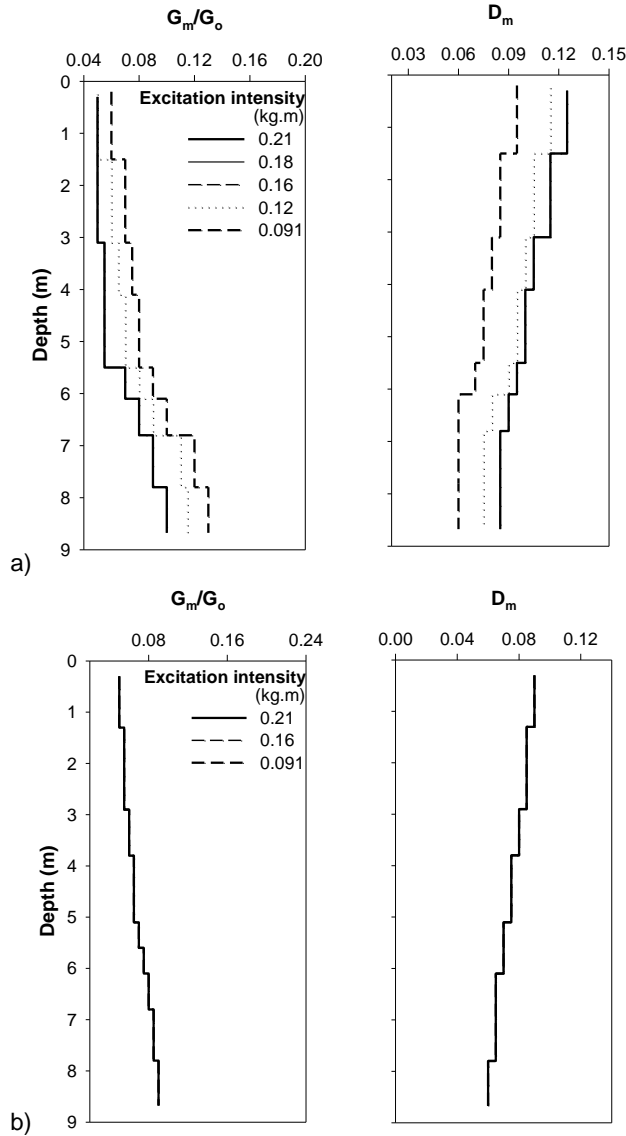 Gm/Go
Dm
0.04 0.08 0.12 0.16 0.20
0.03 0.06 0.09 0.12 0.15
Excitation intensity
(kg.m)
0.21
0.18
0.16
0.12
0.091
Depth (m)
0
1
2
3
4
5
6
7
8
9
a)
Gm/Go
Dm
0.08 0.16 0.24
0.00 0.04 0.08 0.12
Excitation intensity
(kg.m)
0.21
0.16
0.091
Depth (m)
0
1
2
3
4
5
6
7
8
9
b)